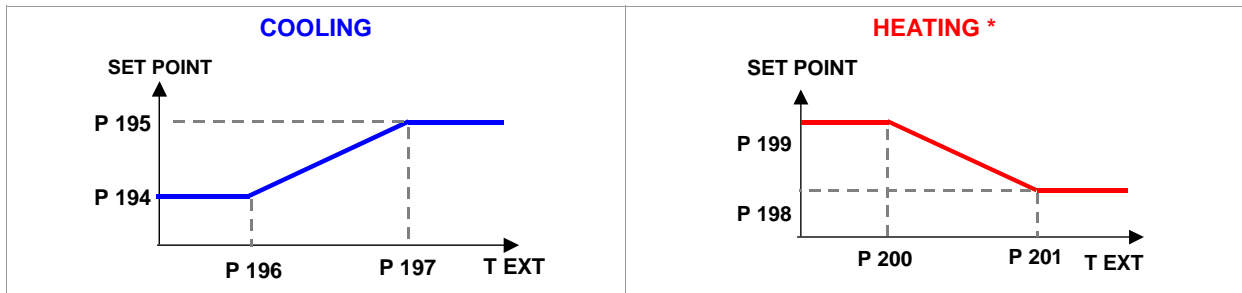 COOLING
SET POINT
P 195
P 194
P 196
P 197
T EXT
HEATING *
SET POINT
P 199
P 198
P 200
P 201
T EXT